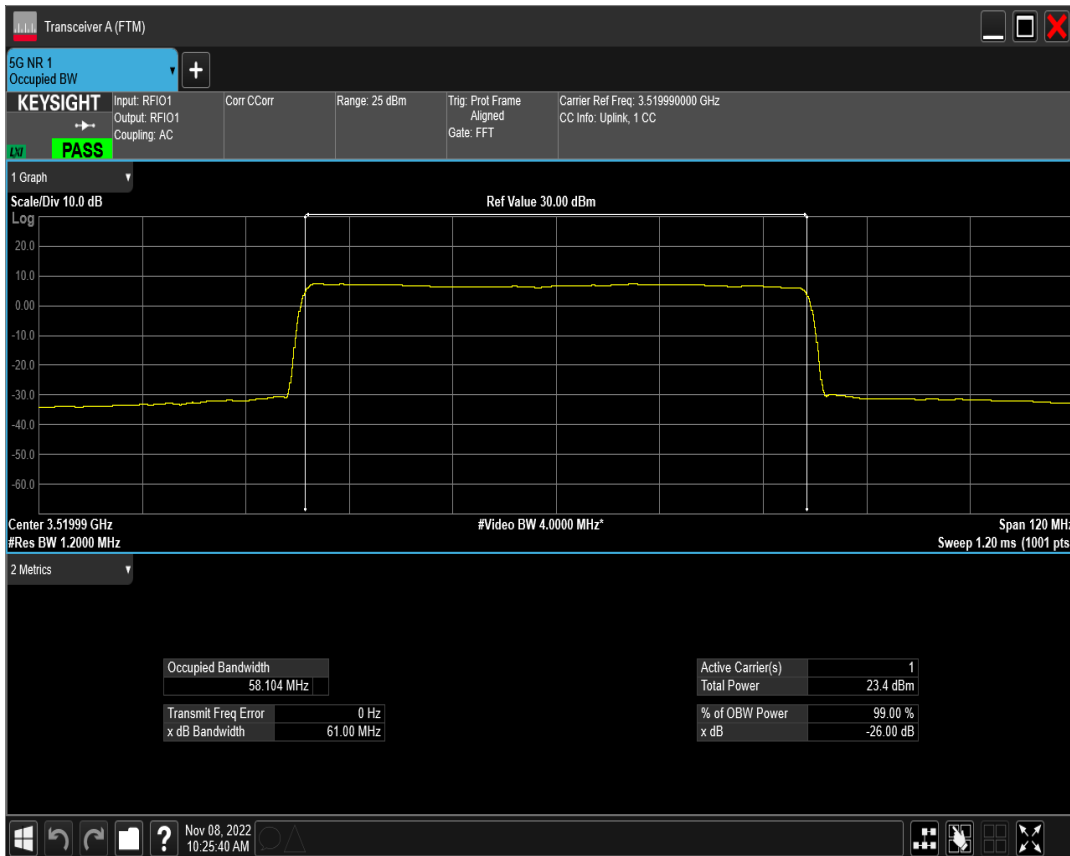 Transceiver A (FTM)
5G NR 1
Occupied BW
+
KEYSIGHT
LXI
PASS
Input: RFIO1
Output: RFIO1
Coupling: AC
Corr CCorr
Range: 25 dBm
Trig: Prot Frame
Aligned
Gate: FFT
Carrier Ref Freq: 3.519990000 GHz
CC Info: Uplink, 1 CC
1 Graph
Scale/Div 10.0 dB
Ref Value 30.00 dBm
Log
20.0
10.0
0.00
-10.0
-20.0
-30.0
-40.0
-50.0
-60.0
Center 3.51999 GHz
#Video BW 4.0000 MHz*
Span 120 MHz
#Res BW 1.2000 MHz
Sweep 1.20 ms (1001 pts
2 Metrics
Occupied Bandwidth
58.104 MHz
Transmit Freq Error 0 Hz
x dB Bandwidth 61.00 MHz
Active Carrier(s) 1
Total Power 23.4 dBm
% of OBW Power 99.00 %
x dB -26.00 dB
?
Nov 08, 2022
10:25:40 AM